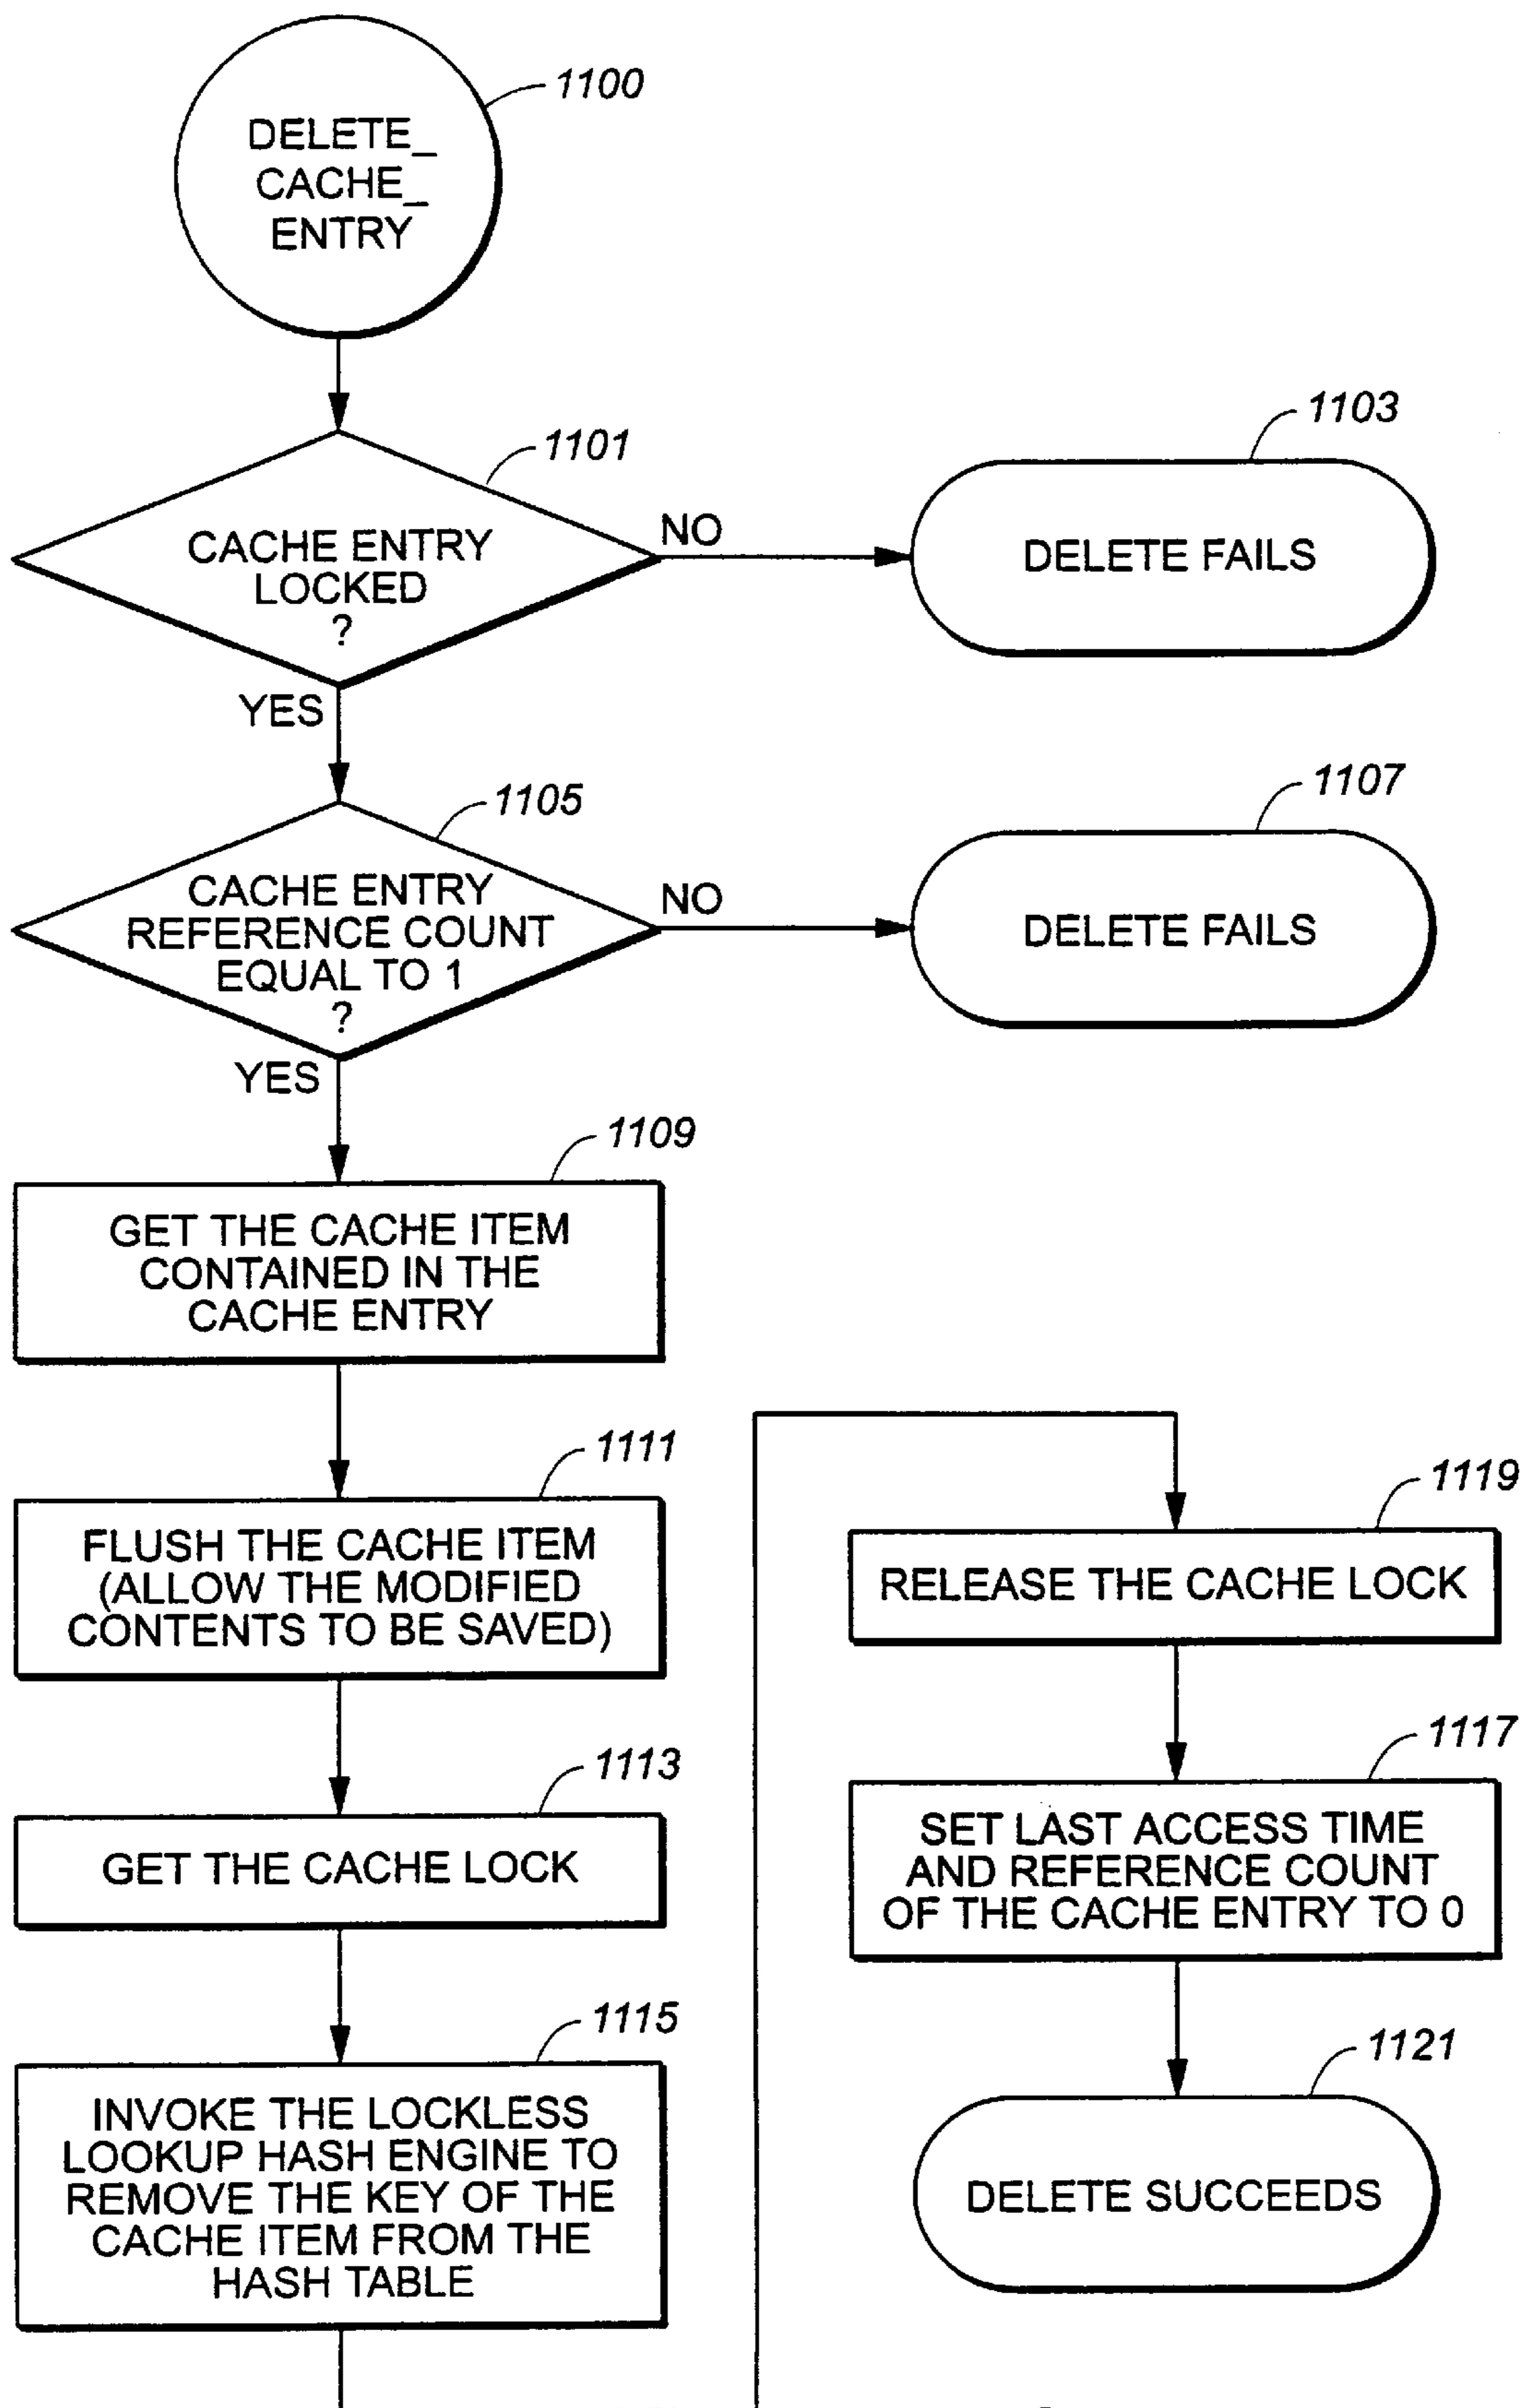 1100
DELETE_
CACHE_
ENTRY
1101
CACHE ENTRY
LOCKED
?
NO
YES
1103
DELETE FAILS
1105
CACHE ENTRY
REFERENCE COUNT
EQUAL TO 1
?
NO
YES
1107
DELETE FAILS
1109
GET THE CACHE ITEM
CONTAINED IN THE
CACHE ENTRY
1111
FLUSH THE CACHE ITEM
(ALLOW THE MODIFIED
CONTENTS TO BE SAVED)
1113
GET THE CACHE LOCK
1115
INVOKE THE LOCKLESS
LOOKUP HASH ENGINE TO
REMOVE THE KEY OF THE
CACHE ITEM FROM THE
HASH TABLE
1119
RELEASE THE CACHE LOCK
1117
SET LAST ACCESS TIME
AND REFERENCE COUNT
OF THE CACHE ENTRY TO 0
1121
DELETE SUCCEEDS